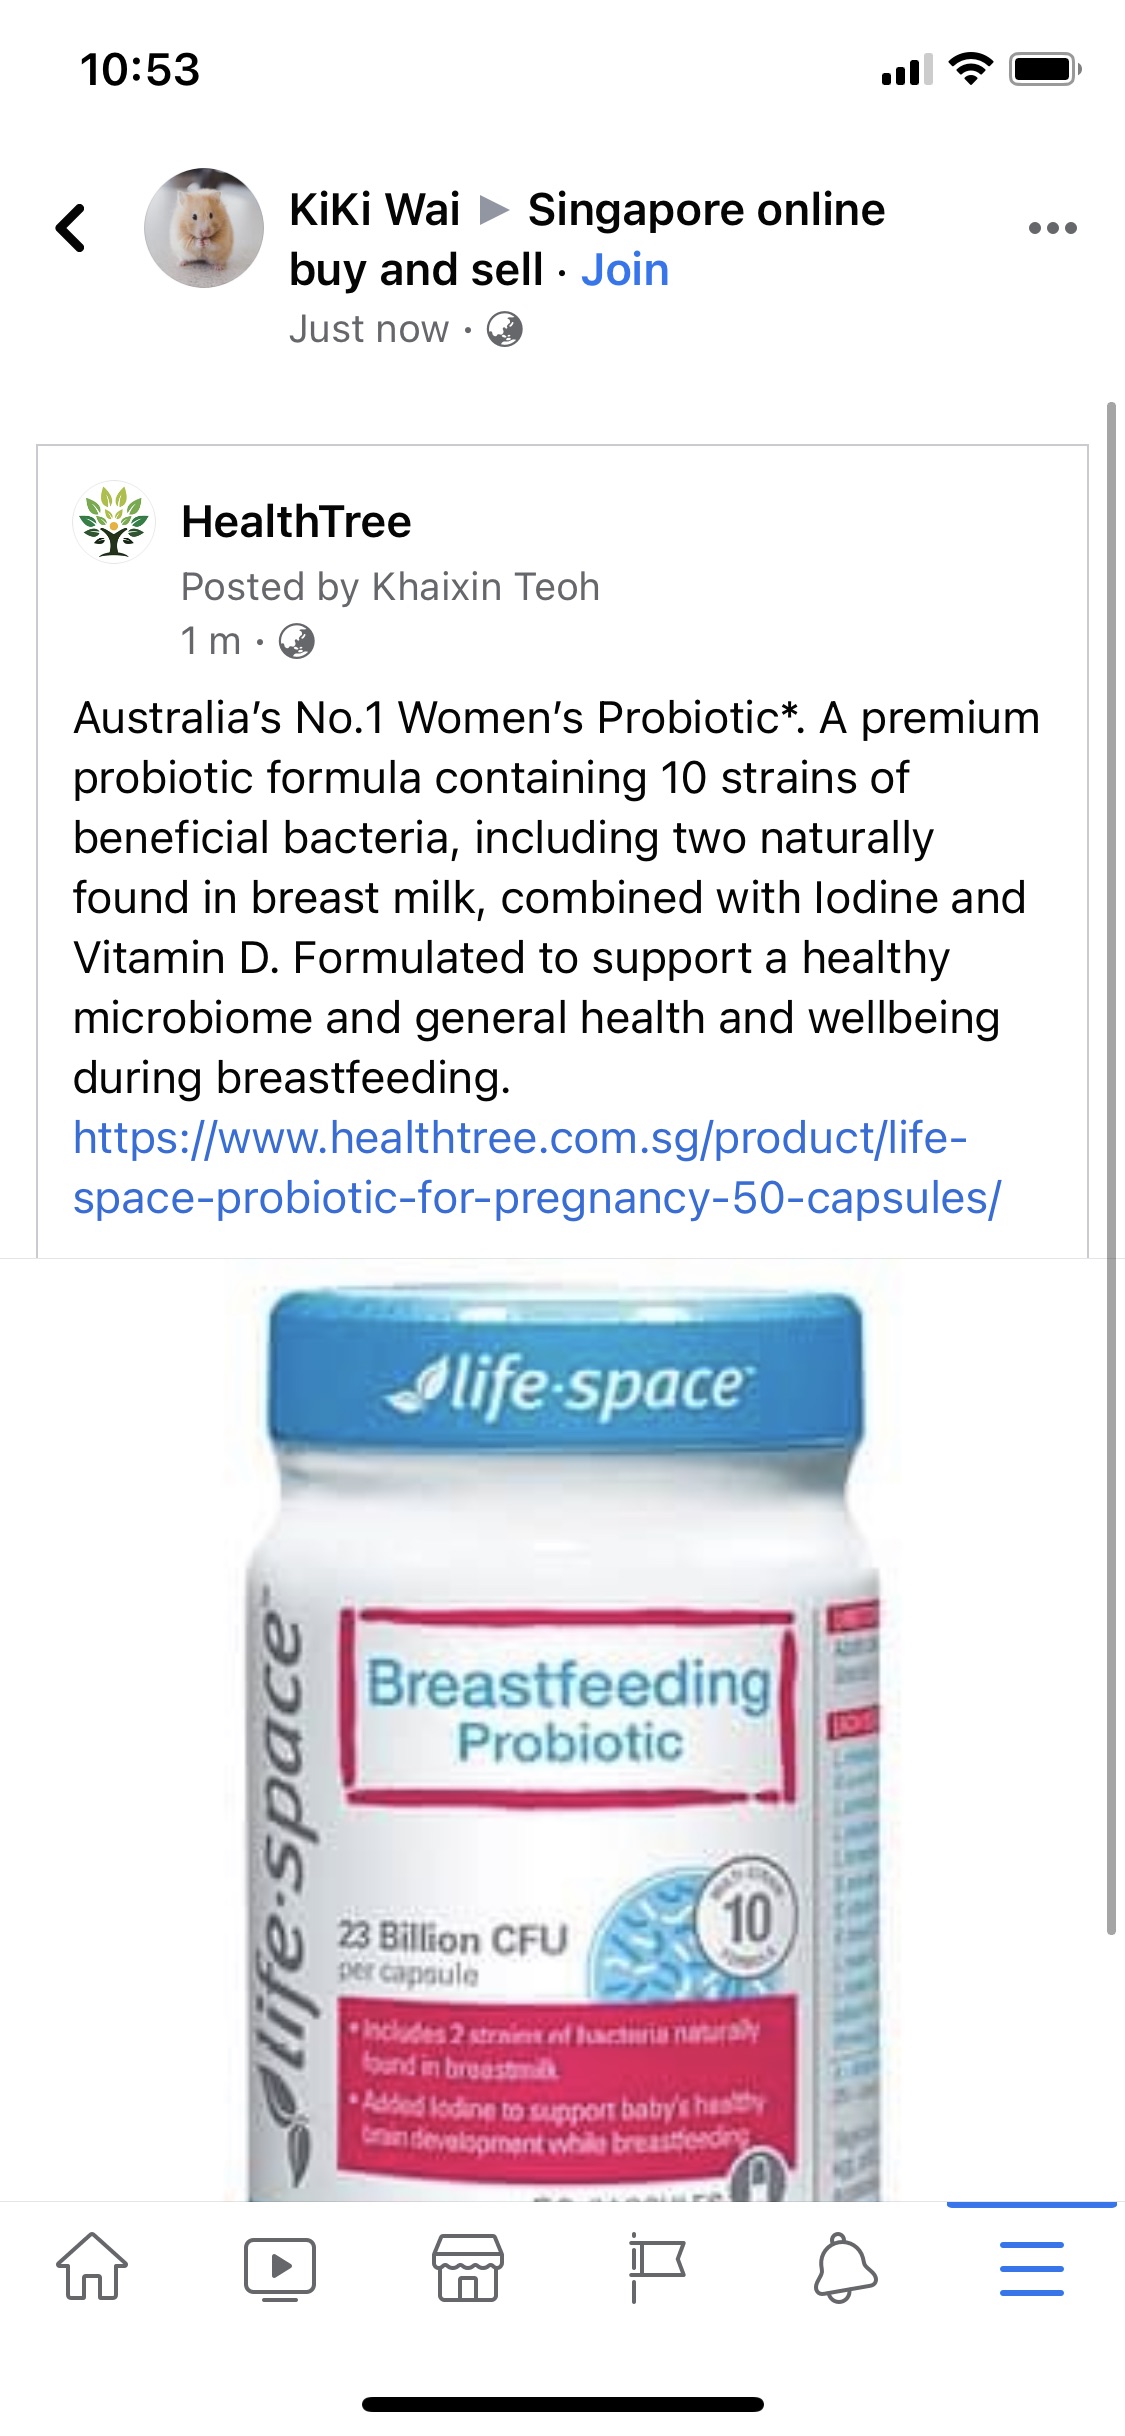 10:53
KiKi Wai ▶ Singapore online
buy and sell · Join
Just now ·
HealthTree
Posted by Khaixin Teoh
1 m ·
Australia's No.1 Women's Probiotic*. A premium
probiotic formula containing 10 strains of
beneficial bacteria, including two naturally
found in breast milk, combined with Iodine and
Vitamin D. Formulated to support a healthy
microbiome and general health and wellbeing
during breastfeeding.
https://www.healthtree.com.sg/product/life-
space-probiotic-for-pregnancy-50-capsules/
life·space™
life·space™
Breastfeeding
Probiotic
23 Billion CFU
per capsule
10
• Includes 2 strains of bacteria naturally
found in breastmilk
• Added Iodine to support baby's healthy
brain development while breastfeeding